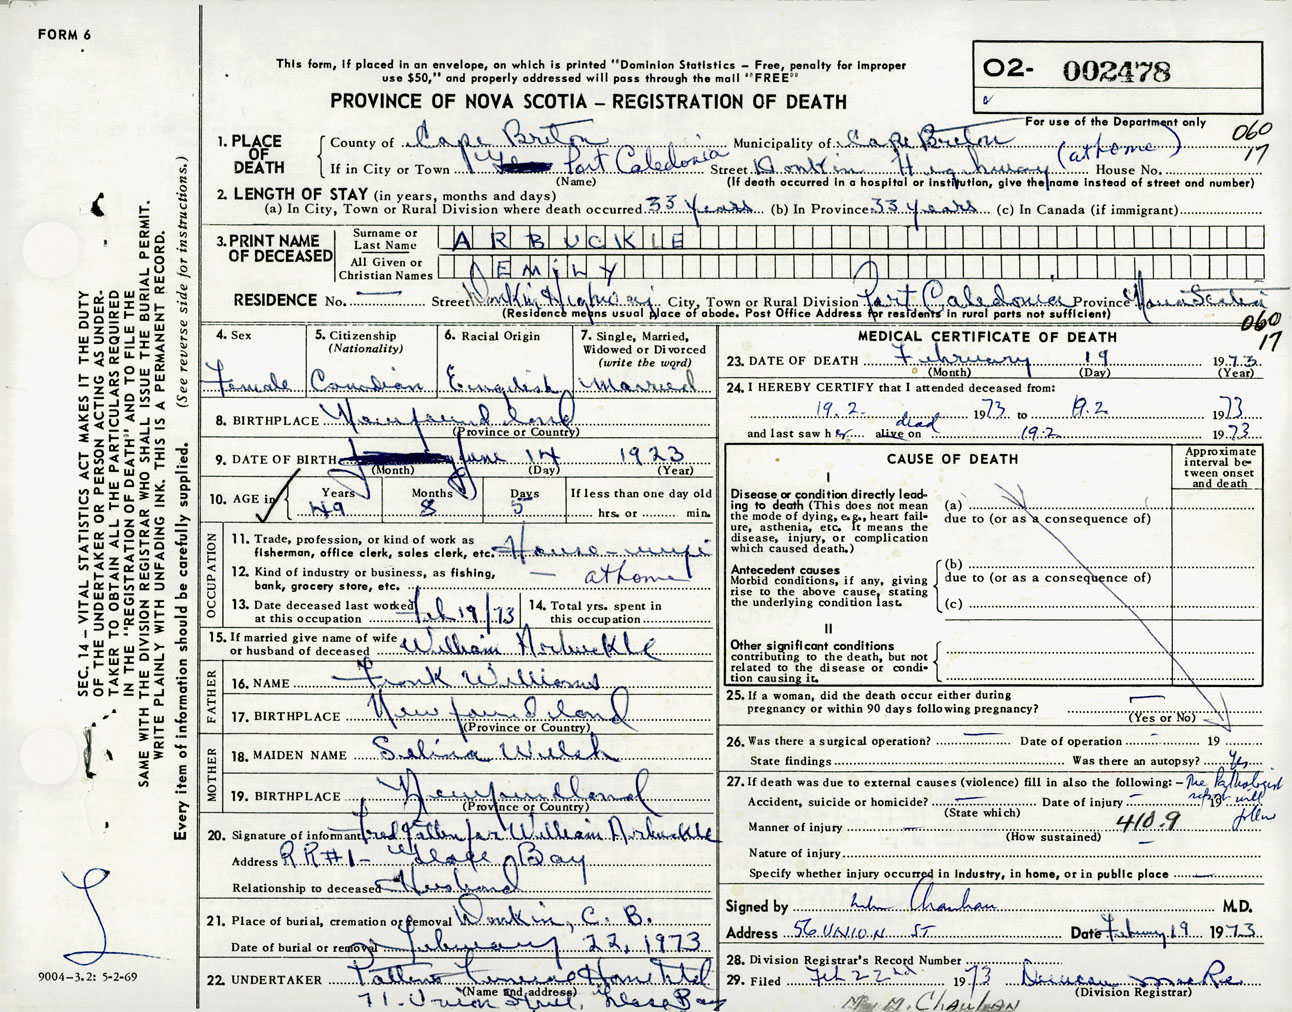 FORM 6
This form, if placed in an envelope, on which is printed "Dominion Statistics – Free, penalty for improper
use $50," and properly addressed will pass through the mail "FREE"
PROVINCE OF NOVA SCOTIA – REGISTRATION OF DEATH
O2- 002478
For use of the Department only
060
17
1. PLACE OF DEATH
County of Cape Breton Municipality of Cape Breton
If in City or Town Port Caledonia Street Donkin Highway (at home) House No.
(Name) (If death occurred in a hospital or institution, give the name instead of street and number)
2. LENGTH OF STAY (in years, months and days)
(a) In City, Town or Rural Division where death occurred 33 years (b) In Province 33 years (c) In Canada (if immigrant)
3. PRINT NAME OF DECEASED
Surname or Last Name ARBUCKLE
All Given or Christian Names EMILY
RESIDENCE No. — Street Donkin Highway City, Town or Rural Division Port Caledonia Province Nova Scotia
(Residence means usual place of abode. Post Office Address for residents in rural parts not sufficient)
060
17
4. Sex
Female
5. Citizenship
(Nationality)
Canadian
6. Racial Origin
English
7. Single, Married,
Widowed or Divorced
(write the word)
Married
8. BIRTHPLACE Newfoundland
(Province or Country)
9. DATE OF BIRTH June 14 1923
(Month) (Day) (Year)
10. AGE in
Years Months Days If less than one day old
49 8 5 hrs. or min.
OCCUPATION
11. Trade, profession, or kind of work as
fisherman, office clerk, sales clerk, etc. House-wife
12. Kind of industry or business, as fishing,
bank, grocery store, etc. — at home
13. Date deceased last worked
at this occupation Feb 19/73
14. Total yrs. spent in
this occupation
15. If married give name of wife
or husband of deceased William Arbuckle
FATHER
16. NAME Frank Williams
17. BIRTHPLACE Newfoundland
(Province or Country)
MOTHER
18. MAIDEN NAME Selina Welsh
19. BIRTHPLACE Newfoundland
(Province or Country)
20. Signature of informant Fred Patten for William Arbuckle
Address RR#1 - Glace Bay
Relationship to deceased Husband
21. Place of burial, cremation or removal Donkin, C. B.
Date of burial or removal February 22, 1973
22. UNDERTAKER Pattens Funeral Home Ltd
(Name and address)
71 - Union Street, Glace Bay
MEDICAL CERTIFICATE OF DEATH
23. DATE OF DEATH February 19 1973
(Month) (Day) (Year)
24. I HEREBY CERTIFY that I attended deceased from:
19.2. 1973 to 19.2 1973
and last saw her alive on dead 19.2 1973
CAUSE OF DEATH
Approximate
interval be-
tween onset
and death
I
Disease or condition directly lead-
ing to death (This does not mean
the mode of dying, e.g., heart fail-
ure, asthenia, etc. It means the
disease, injury, or complication
which caused death.)
(a)
due to (or as a consequence of)
Antecedent causes
Morbid conditions, if any, giving
rise to the above cause, stating
the underlying condition last.
(b)
due to (or as a consequence of)
(c)
II
Other significant conditions
contributing to the death, but not
related to the disease or condi-
tion causing it.
25. If a woman, did the death occur either during
pregnancy or within 90 days following pregnancy? —
(Yes or No)
26. Was there a surgical operation? — Date of operation — 19
State findings Was there an autopsy? Yes
27. If death was due to external causes (violence) fill in also the following: - The Pathologist
report will
follow
Accident, suicide or homicide? — Date of injury — 19
(State which)
Manner of injury — 410.9
(How sustained)
Nature of injury
Specify whether injury occurred in industry, in home, or in public place —
Signed by Chauhan M.D.
Address 56 UNION ST Date February 19 1973
28. Division Registrar's Record Number
29. Filed Feb 22nd 1973 Duncan MacRae
(Division Registrar)
M. M. CHAUHAN
SEC. 14 – VITAL STATISTICS ACT MAKES IT THE DUTY
OF THE UNDERTAKER OR PERSON ACTING AS UNDER-
TAKER TO OBTAIN ALL THE PARTICULARS REQUIRED
IN THE "REGISTRATION OF DEATH" AND TO FILE THE
SAME WITH THE DIVISION REGISTRAR WHO SHALL ISSUE THE BURIAL PERMIT.
WRITE PLAINLY WITH UNFADING INK. THIS IS A PERMANENT RECORD.
Every item of information should be carefully supplied. (See reverse side for instructions.)
9004-3.2: 5-2-69